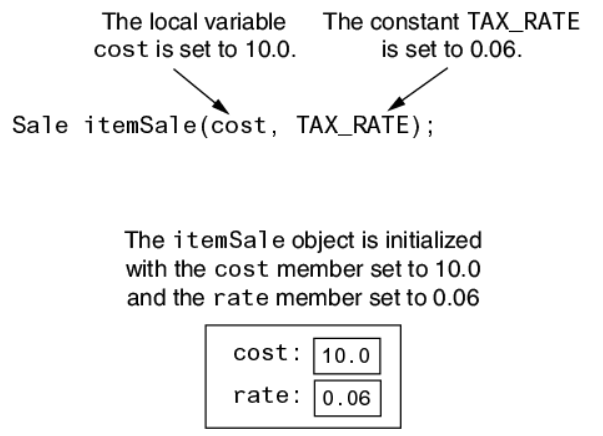 The local variable
cost is set to 10.0.
The constant TAX_RATE
is set to 0.06.
Sale itemSale(cost, TAX_RATE);
The itemSale object is initialized
with the cost member set to 10.0
and the rate member set to 0.06
cost: 10.0
rate: 0.06